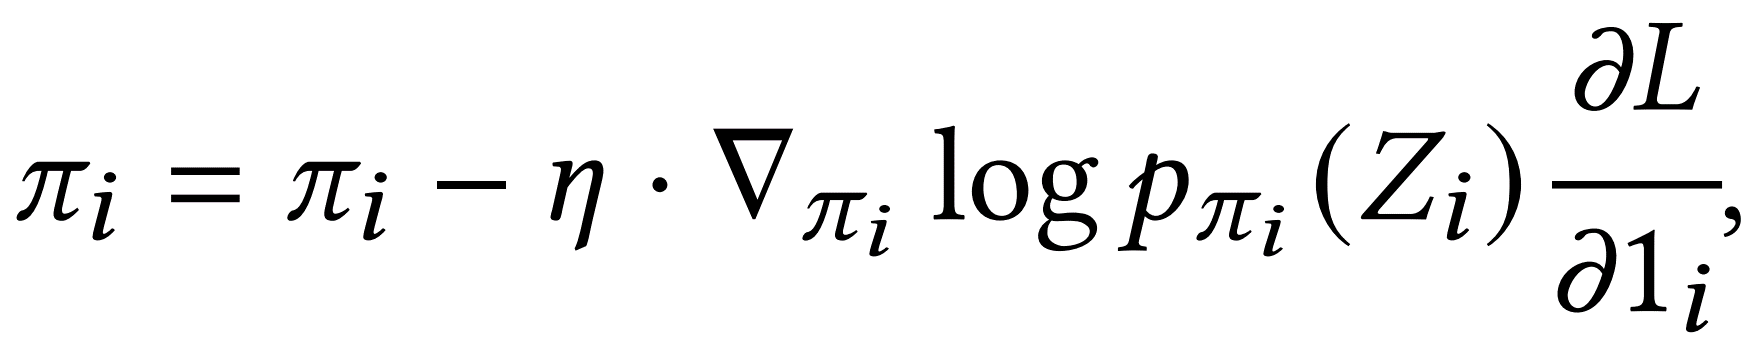 π_i = π_i − η · ∇_{π_i} log p_{π_i}(Z_i) ∂L/∂1_i,